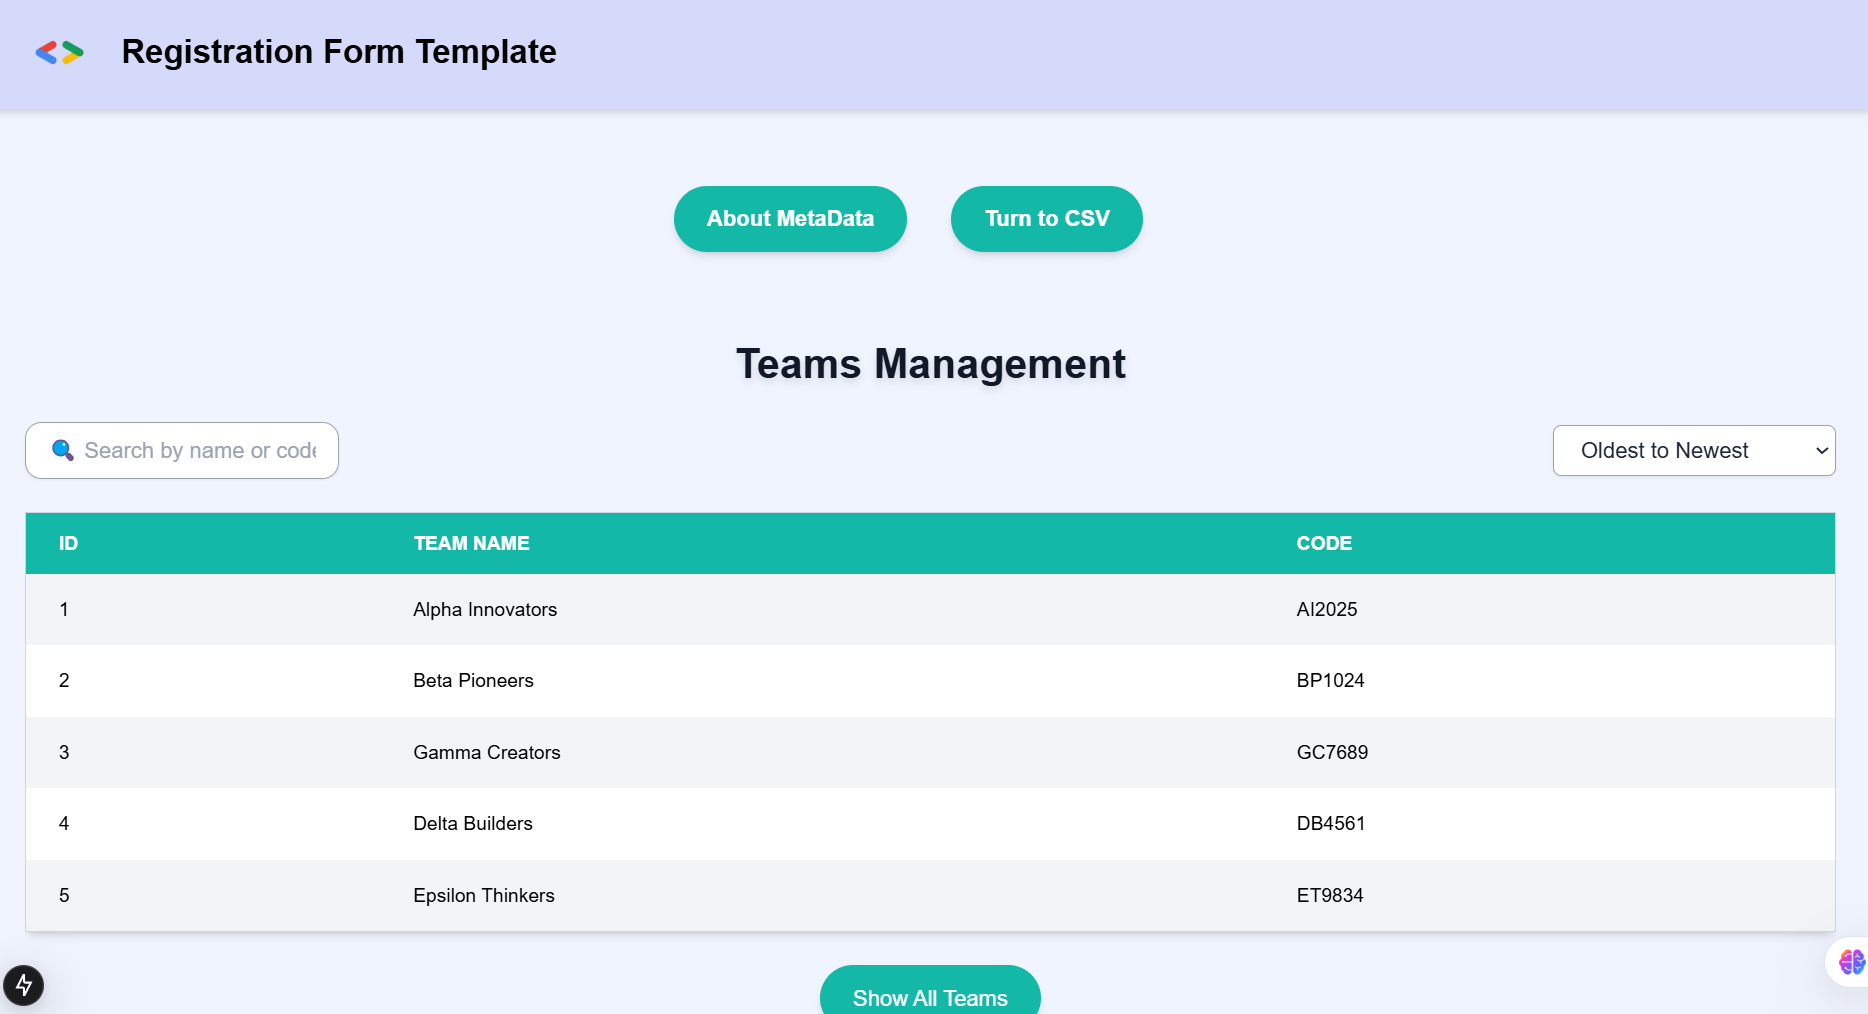 Registration Form Template
About MetaData
Turn to CSV
Teams Management
🔍 Search by name or code
Oldest to Newest
ID TEAM NAME CODE
1 Alpha Innovators AI2025
2 Beta Pioneers BP1024
3 Gamma Creators GC7689
4 Delta Builders DB4561
5 Epsilon Thinkers ET9834
Show All Teams